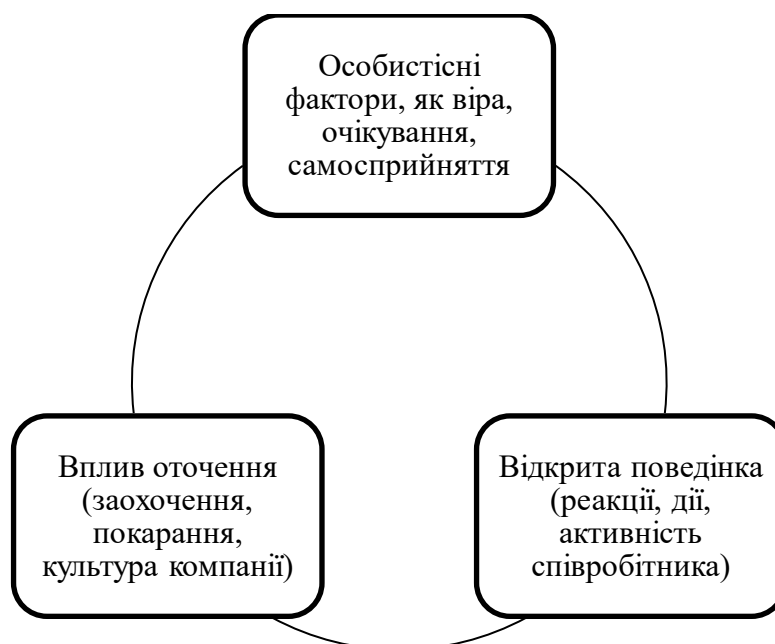 Особистісні
фактори, як віра,
очікування,
самосприйняття
Вплив оточення
(заохочення,
покарання,
культура компанії)
Відкрита поведінка
(реакції, дії,
активність
співробітника)